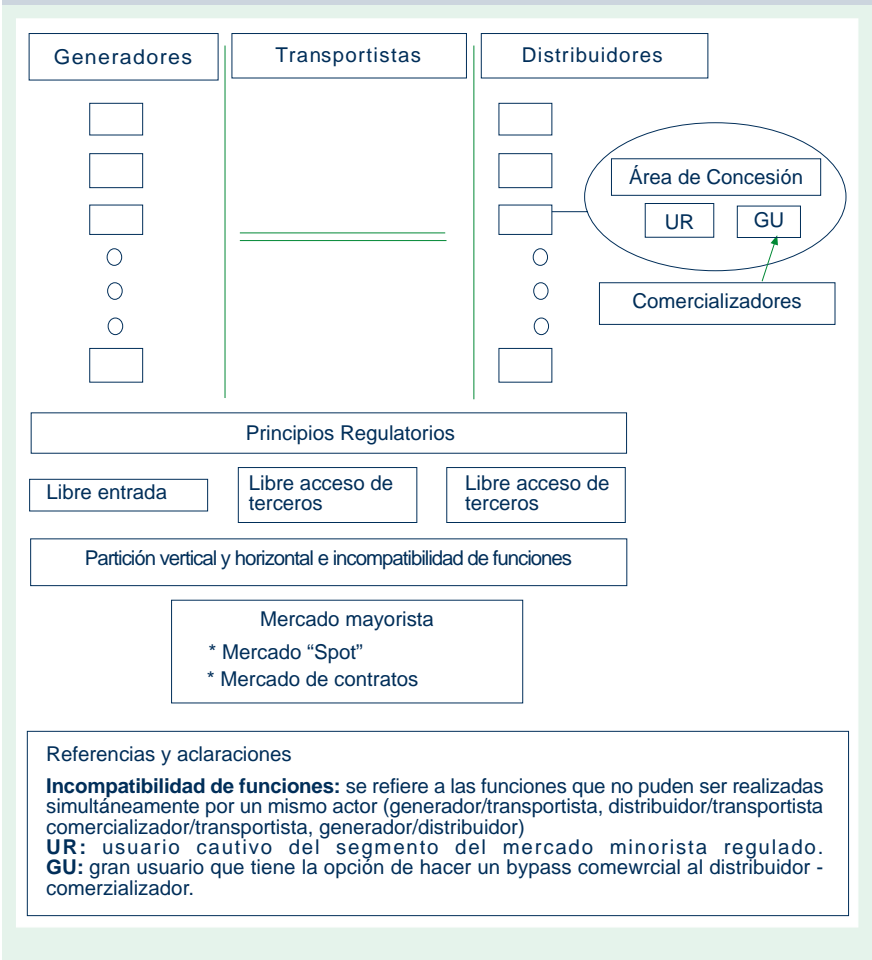 Generadores
Transportistas
Distribuidores
Área de Concesión
UR
GU
Comercializadores
Principios Regulatorios
Libre entrada
Libre acceso de
terceros
Libre acceso de
terceros
Partición vertical y horizontal e incompatibilidad de funciones
Mercado mayorista
* Mercado “Spot”
* Mercado de contratos
Referencias y aclaraciones
Incompatibilidad de funciones: se refiere a las funciones que no puden ser realizadas
simultáneamente por un mismo actor (generador/transportista, distribuidor/transportista
comercializador/transportista, generador/distribuidor)
UR: usuario cautivo del segmento del mercado minorista regulado.
GU: gran usuario que tiene la opción de hacer un bypass comewrcial al distribuidor -
comerzializador.